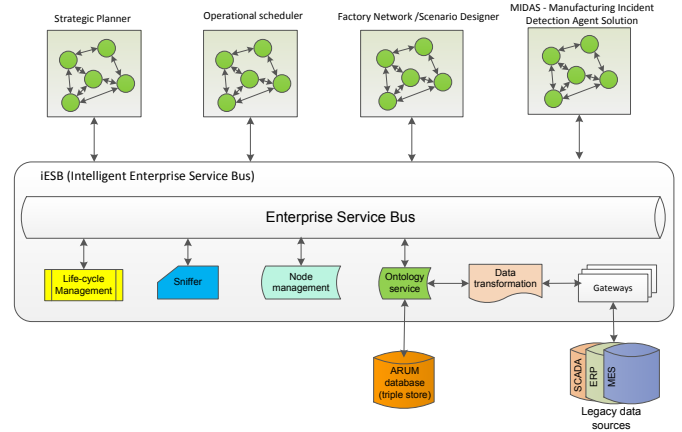 Strategic Planner
Operational scheduler
Factory Network /Scenario Designer
MIDAS - Manufacturing Incident
Detection Agent Solution
iESB (Intelligent Enterprise Service Bus)
Enterprise Service Bus
Life-cycle
Management
Sniffer
Node
management
Ontology
service
Data
transformation
Gateways
ARUM
database
(triple store)
SCADA
ERP
MES
Legacy data
sources